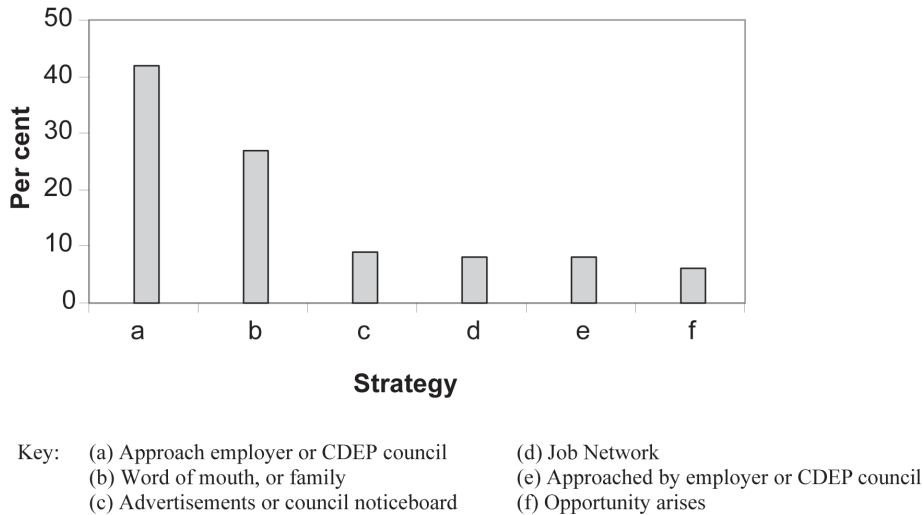 50
40
30
20
10
0
Per cent
a b c d e f
Strategy
Key: (a) Approach employer or CDEP council (d) Job Network
(b) Word of mouth, or family (e) Approached by employer or CDEP council
(c) Advertisements or council noticeboard (f) Opportunity arises